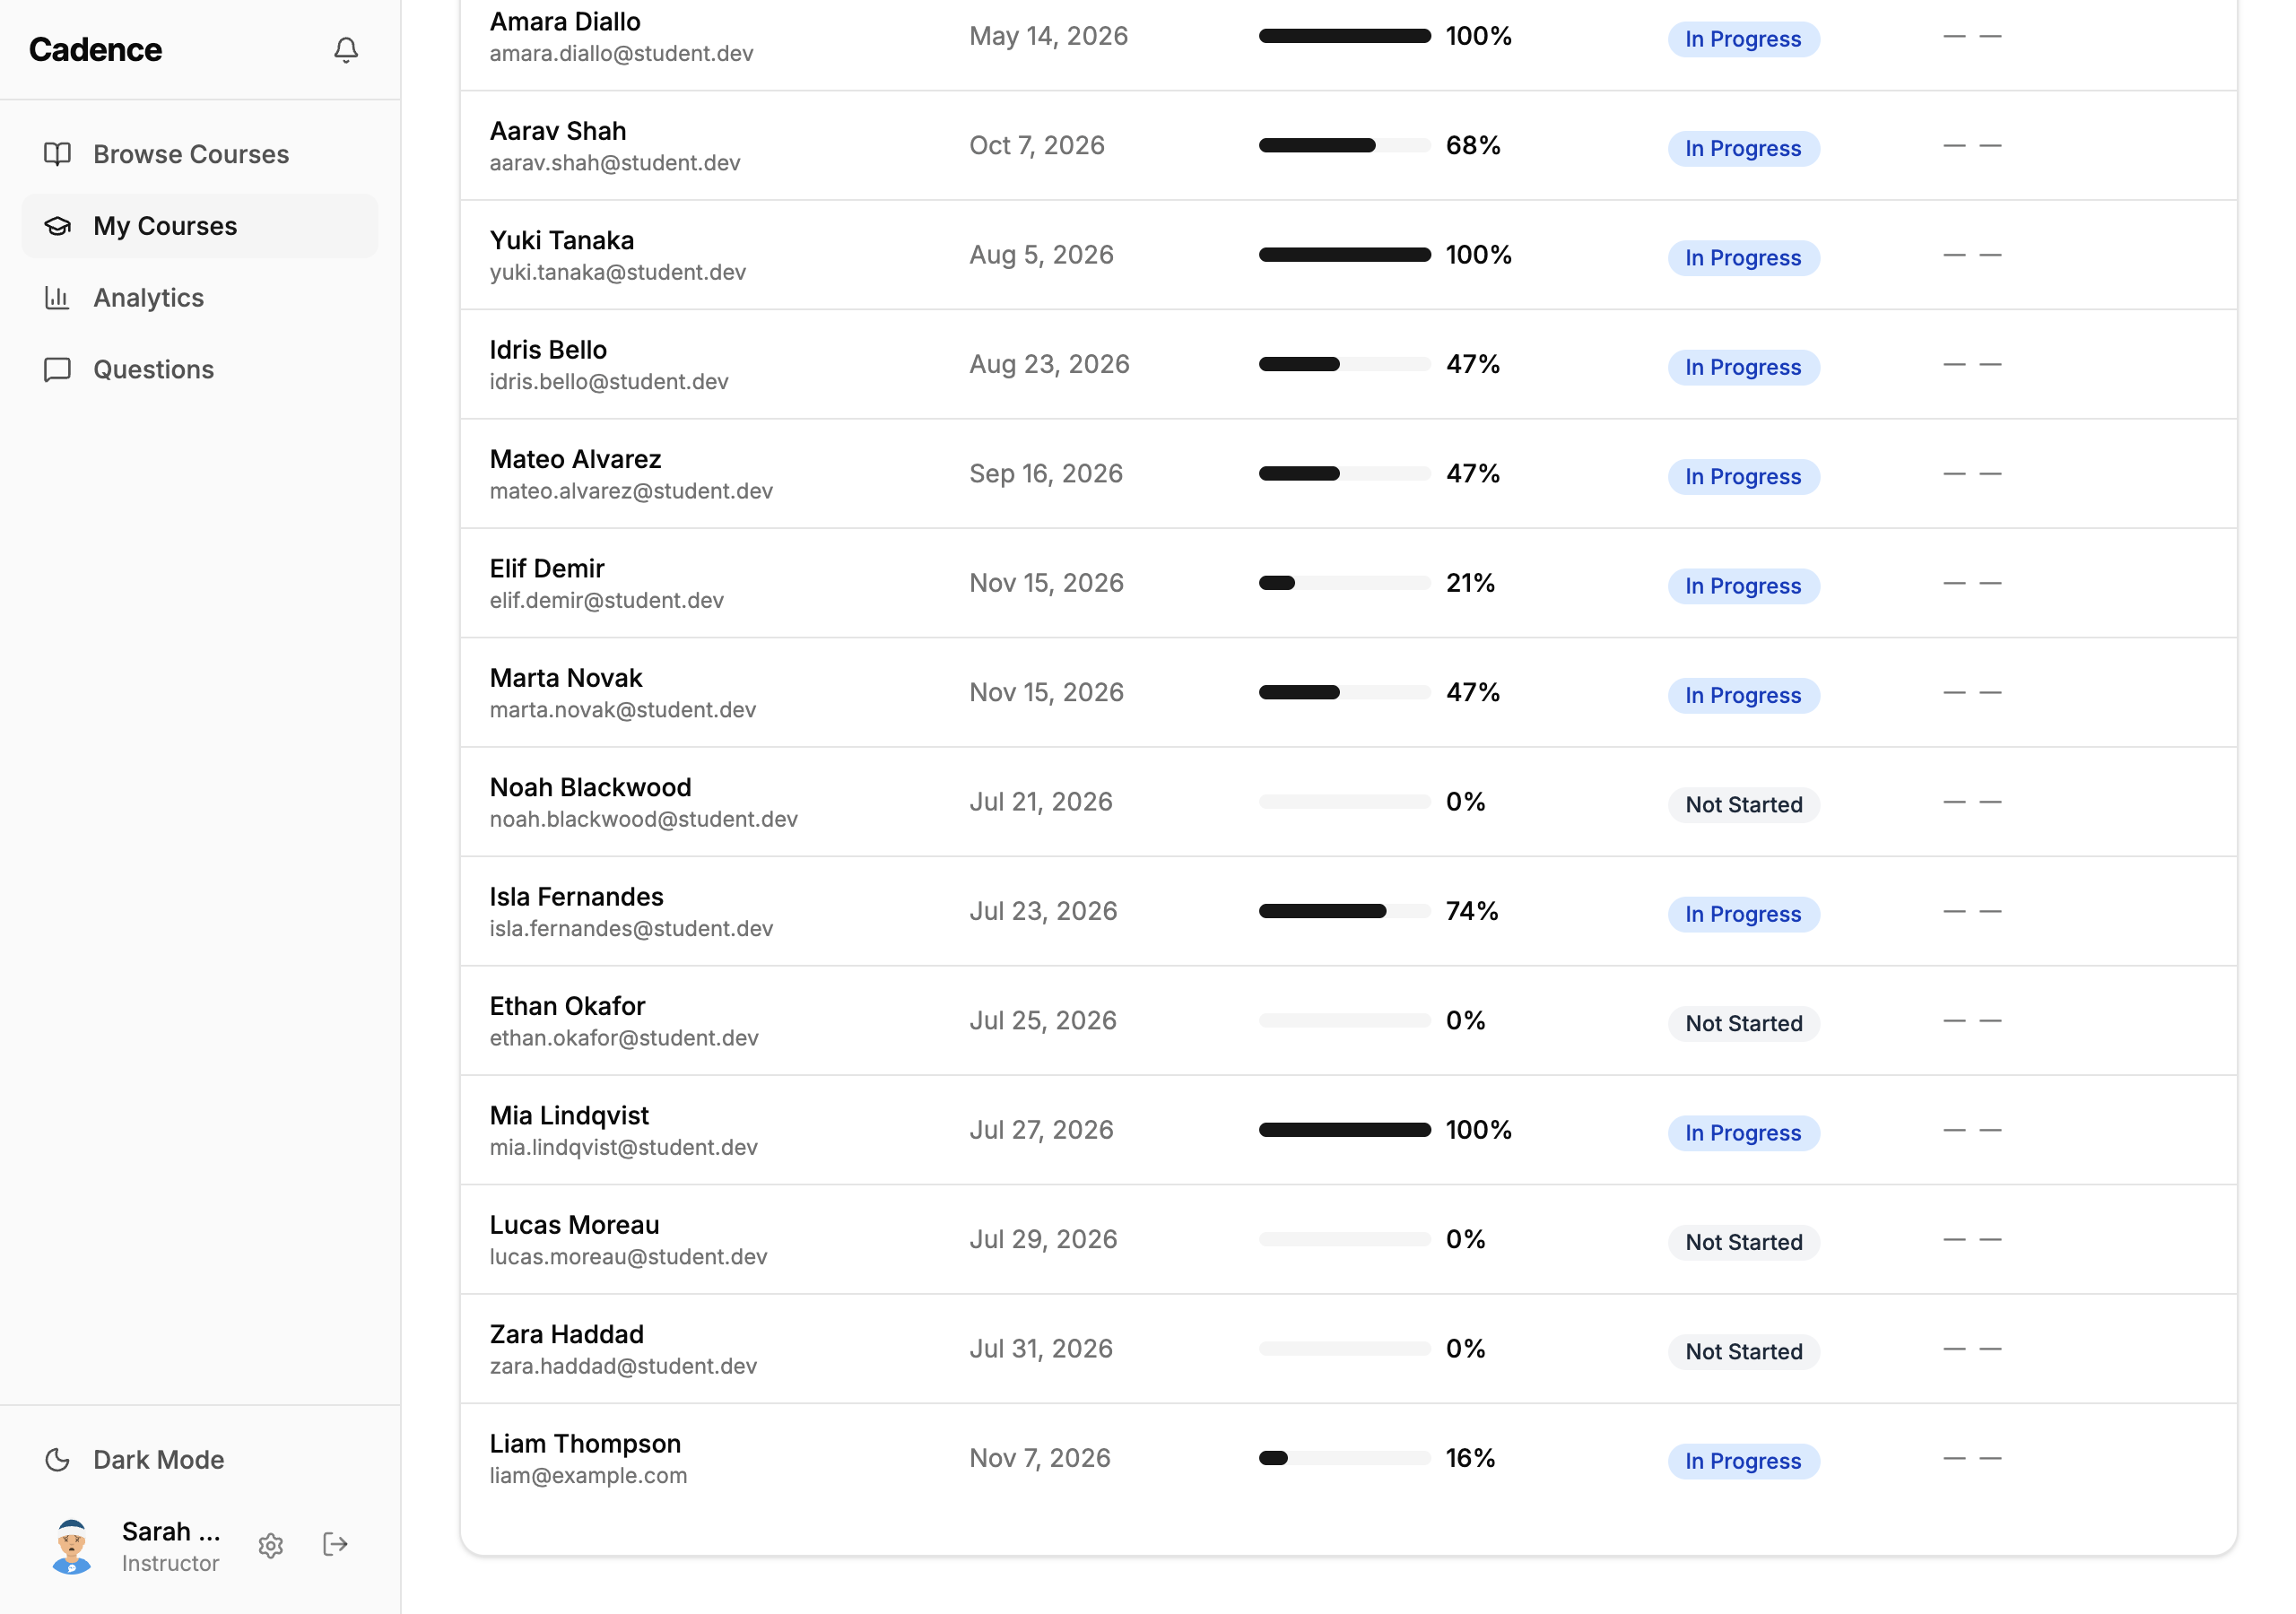 Cadence
Browse Courses
My Courses
Analytics
Questions
Dark Mode
Sarah ...
Instructor
Amara Diallo
amara.diallo@student.dev
May 14, 2026
100%
In Progress
— —
Aarav Shah
aarav.shah@student.dev
Oct 7, 2026
68%
In Progress
— —
Yuki Tanaka
yuki.tanaka@student.dev
Aug 5, 2026
100%
In Progress
— —
Idris Bello
idris.bello@student.dev
Aug 23, 2026
47%
In Progress
— —
Mateo Alvarez
mateo.alvarez@student.dev
Sep 16, 2026
47%
In Progress
— —
Elif Demir
elif.demir@student.dev
Nov 15, 2026
21%
In Progress
— —
Marta Novak
marta.novak@student.dev
Nov 15, 2026
47%
In Progress
— —
Noah Blackwood
noah.blackwood@student.dev
Jul 21, 2026
0%
Not Started
— —
Isla Fernandes
isla.fernandes@student.dev
Jul 23, 2026
74%
In Progress
— —
Ethan Okafor
ethan.okafor@student.dev
Jul 25, 2026
0%
Not Started
— —
Mia Lindqvist
mia.lindqvist@student.dev
Jul 27, 2026
100%
In Progress
— —
Lucas Moreau
lucas.moreau@student.dev
Jul 29, 2026
0%
Not Started
— —
Zara Haddad
zara.haddad@student.dev
Jul 31, 2026
0%
Not Started
— —
Liam Thompson
liam@example.com
Nov 7, 2026
16%
In Progress
— —